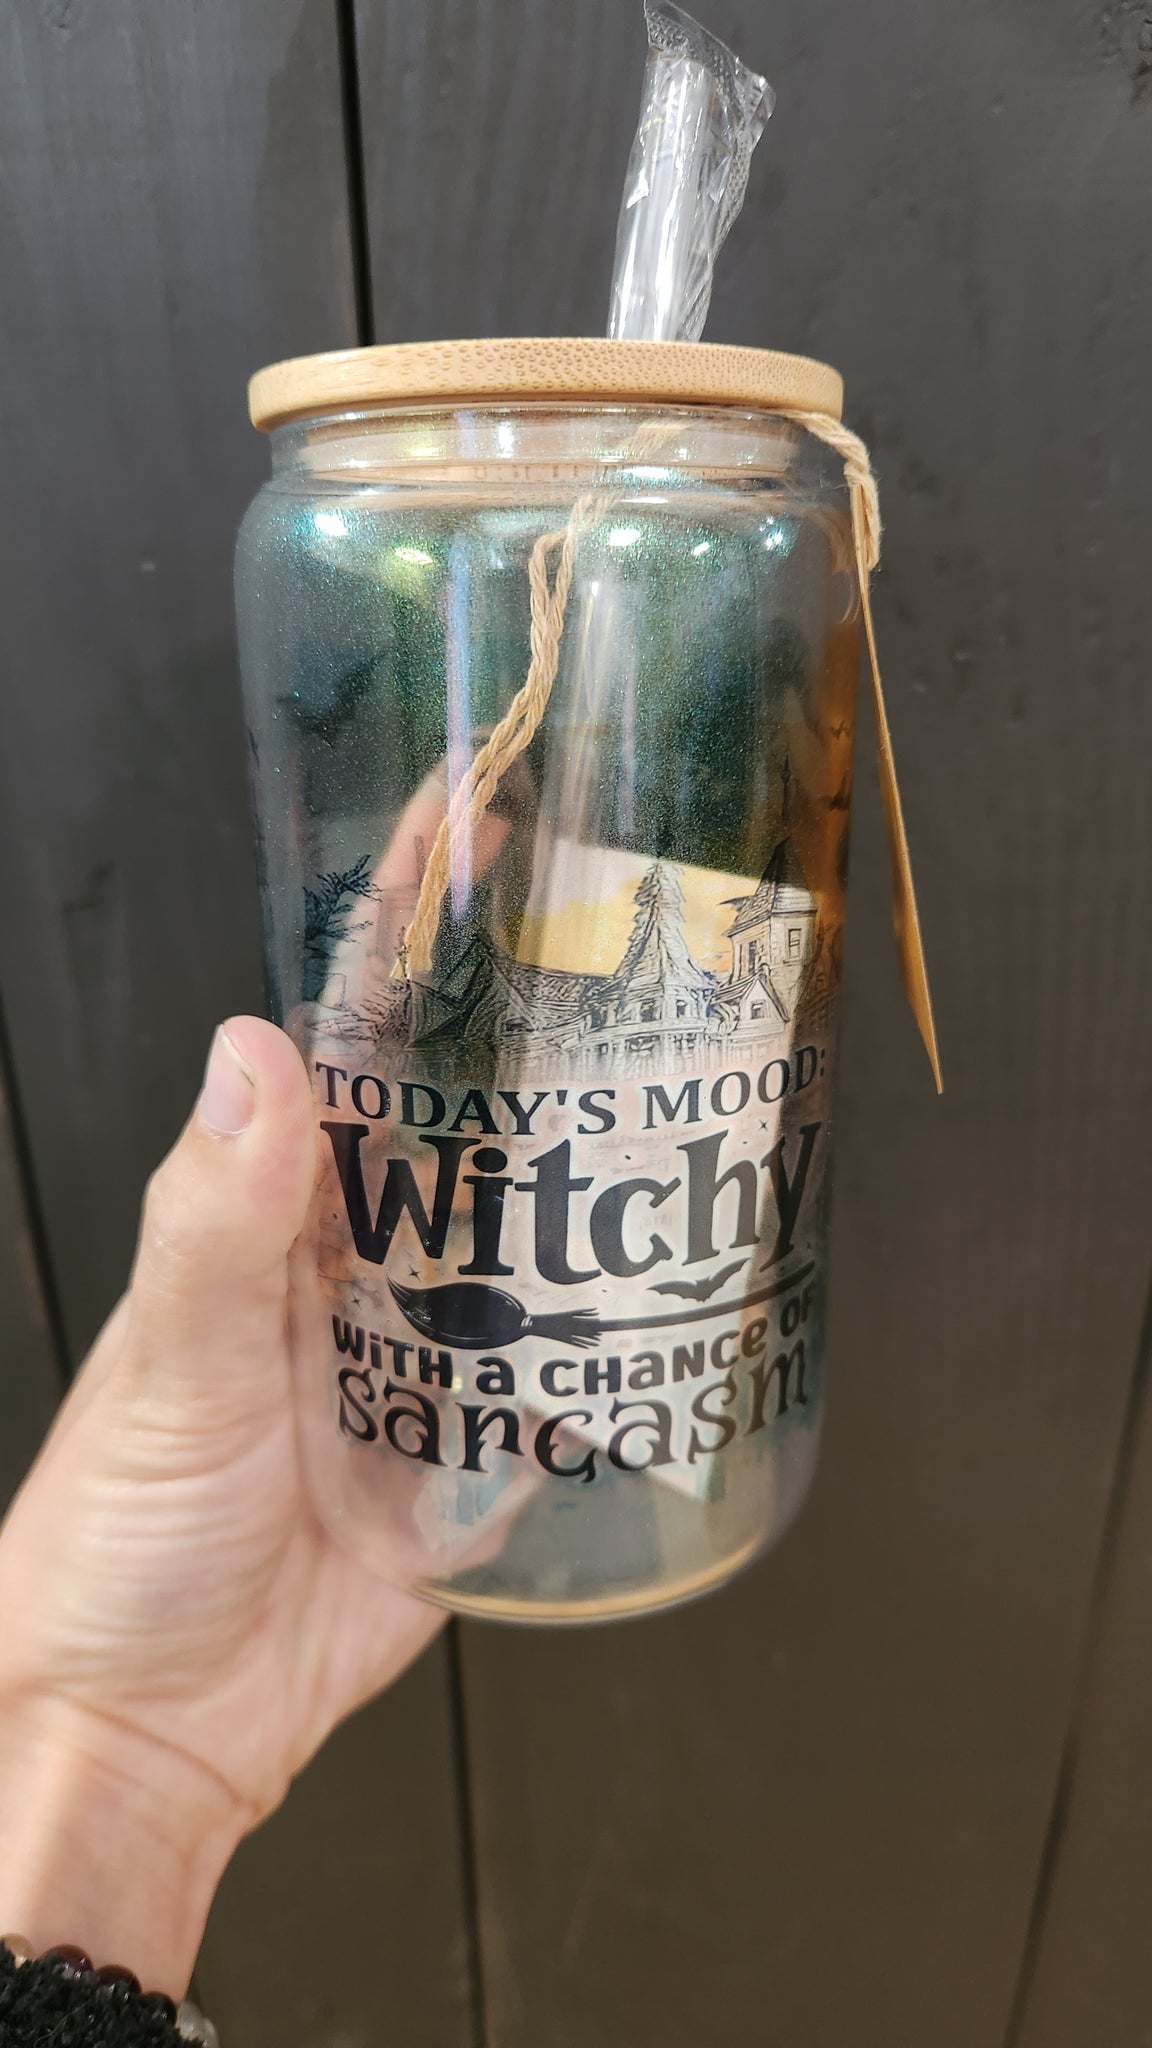 TODAY'S MOOD:
Witchy
WiTH a CHaNCe OF
sarcasm